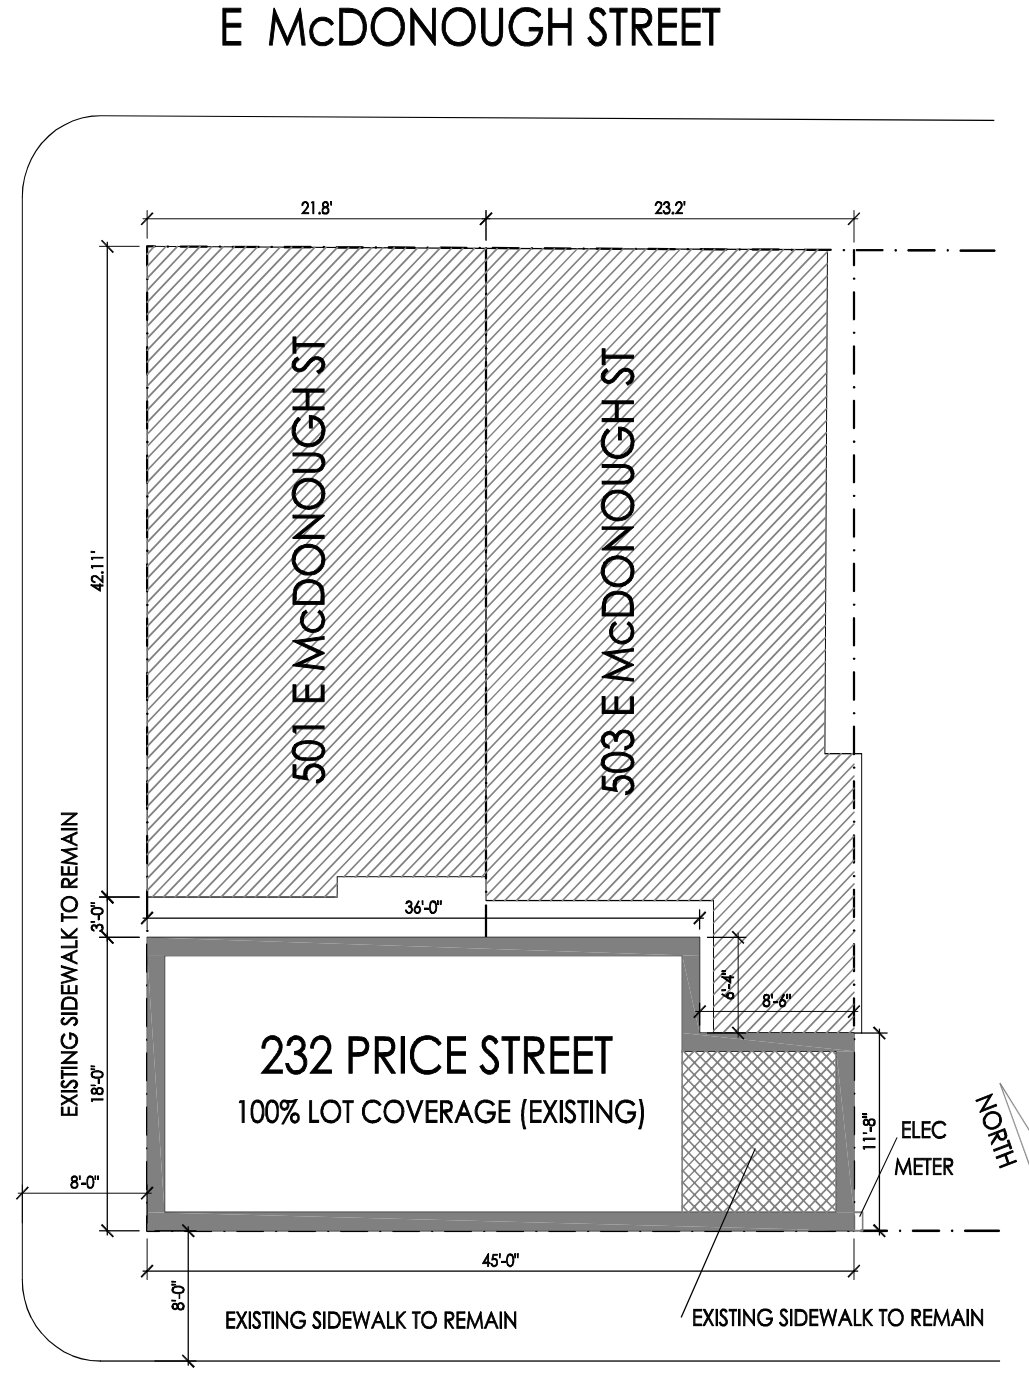 E McDONOUGH STREET
21.8'
23.2'
501 E McDONOUGH ST
503 E McDONOUGH ST
42.11'
EXISTING SIDEWALK TO REMAIN
3'-0"
36'-0"
6'-4"
8'-6"
232 PRICE STREET
100% LOT COVERAGE (EXISTING)
18'-0"
11'-8"
ELEC
METER
NORTH
8'-0"
45'-0"
8'-0"
EXISTING SIDEWALK TO REMAIN
EXISTING SIDEWALK TO REMAIN